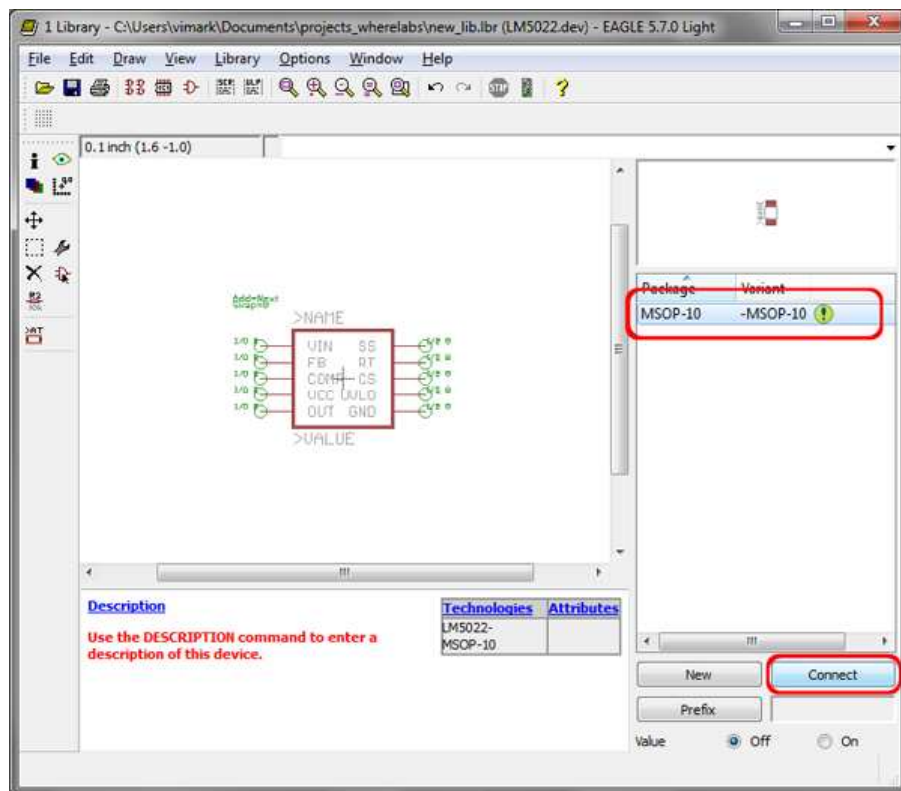 1 Library - C:\Users\vimark\Documents\projects_wherelabs\new_lib.lbr (LM5022.dev) - EAGLE 5.7.0 Light
File Edit Draw View Library Options Window Help
0.1 inch (1.6 -1.0)
Package Variant
MSOP-10 -MSOP-10
Add=Next
>NAME
I/O VIN SS
I/O FB RT
I/O COMP CS
I/O VCC UVLO
I/O OUT GND
>VALUE
Description
Use the DESCRIPTION command to enter a
description of this device.
Technologies Attributes
LM5022-
MSOP-10
New Connect
Prefix
Value Off On